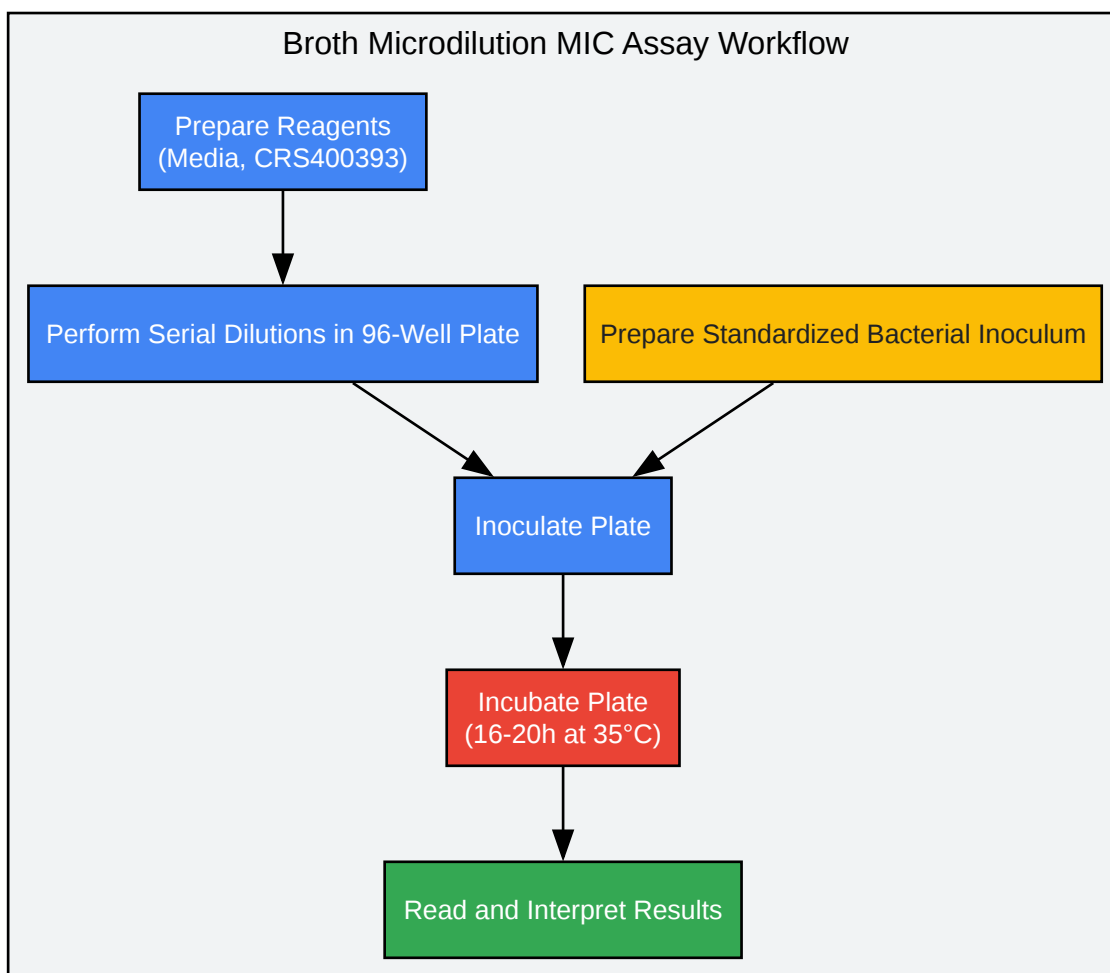 Broth Microdilution MIC Assay Workflow
Prepare Reagents
(Media, CRS400393)
Perform Serial Dilutions in 96-Well Plate
Prepare Standardized Bacterial Inoculum
Inoculate Plate
Incubate Plate
(16-20h at 35°C)
Read and Interpret Results